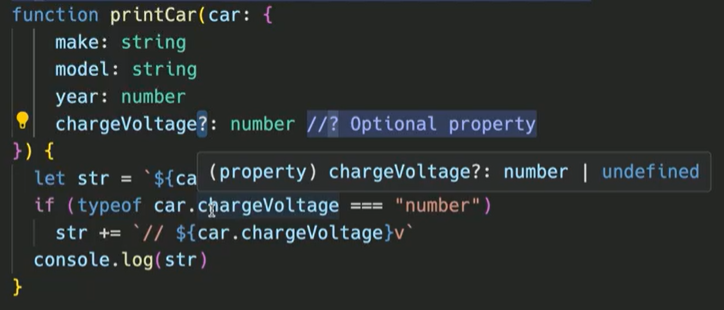 function printCar(car: {
make: string
model: string
year: number
chargeVoltage?: number //? Optional property
}) {
let str = `${ca
(property) chargeVoltage?: number | undefined
if (typeof car.chargeVoltage === "number")
str += `// ${car.chargeVoltage}v`
console.log(str)
}